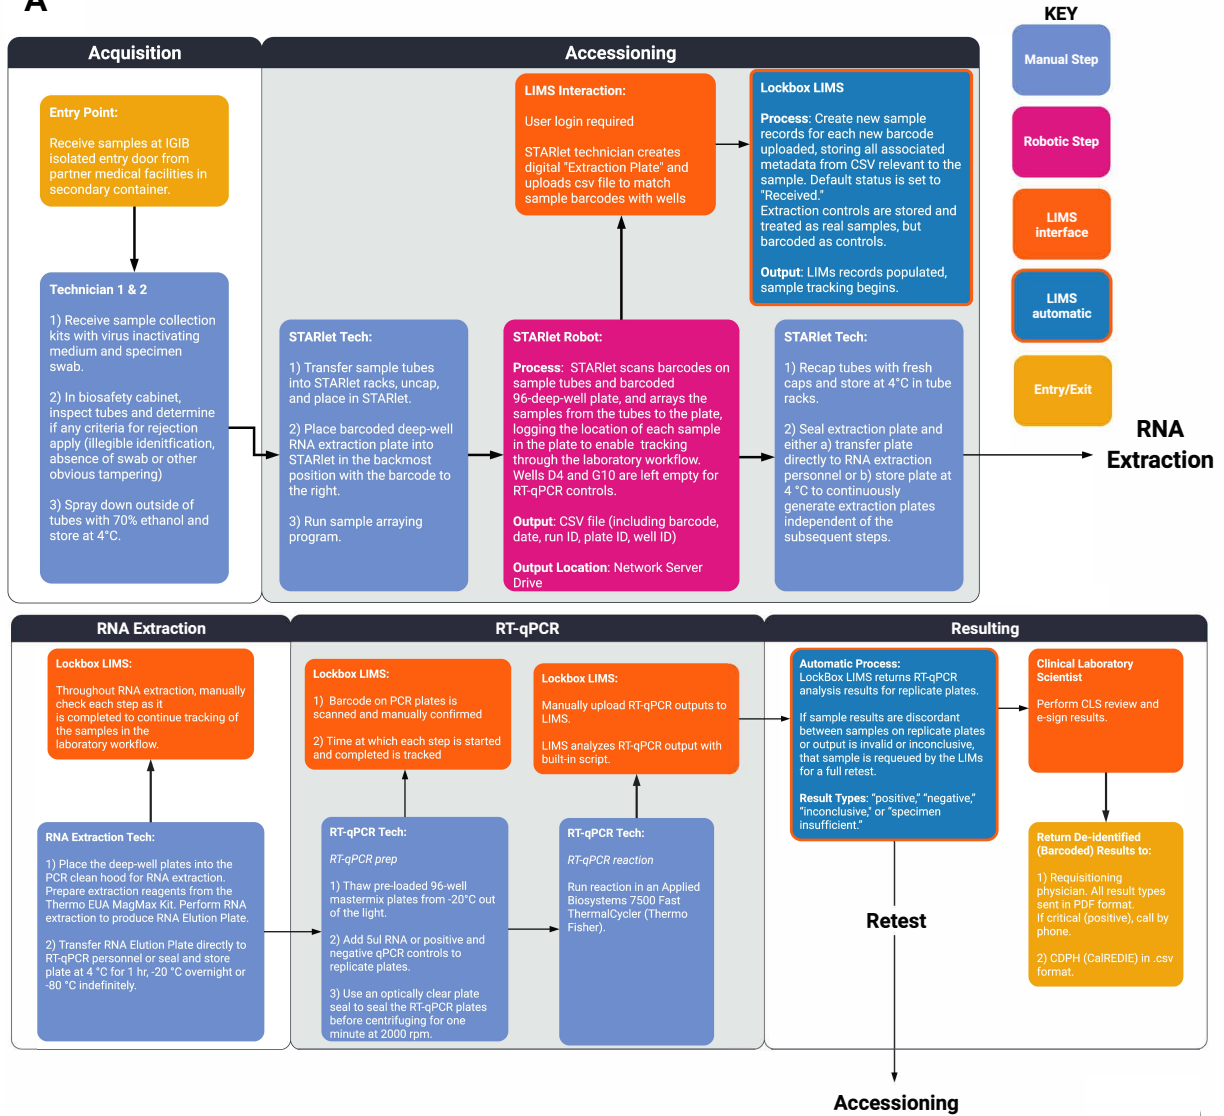 A
KEY
Manual Step
Robotic Step
LIMS
interface
LIMS
automatic
Entry/Exit
Acquisition
Entry Point:
Receive samples at IGIB
isolated entry door from
partner medical facilities in
secondary container.
Technician 1 & 2
1) Receive sample collection
kits with virus inactivating
medium and specimen
swab.
2) In biosafety cabinet,
inspect tubes and determine
if any criteria for rejection
apply (illegible idenitfication,
absence of swab or other
obvious tampering)
3) Spray down outside of
tubes with 70% ethanol and
store at 4°C.
Accessioning
STARlet Tech:
1) Transfer sample tubes
into STARlet racks, uncap,
and place in STARlet.
2) Place barcoded deep-well
RNA extraction plate into
STARlet in the backmost
position with the barcode to
the right.
3) Run sample arraying
program.
LIMS Interaction:
User login required
STARlet technician creates
digital "Extraction Plate" and
uploads csv file to match
sample barcodes with wells
STARlet Robot:
Process: STARlet scans barcodes on
sample tubes and barcoded
96-deep-well plate, and arrays the
samples from the tubes to the plate,
logging the location of each sample
in the plate to enable tracking
through the laboratory workflow.
Wells D4 and G10 are left empty for
RT-qPCR controls.
Output: CSV file (including barcode,
date, run ID, plate ID, well ID)
Output Location: Network Server
Drive
Lockbox LIMS
Process: Create new sample
records for each new barcode
uploaded, storing all associated
metadata from CSV relevant to the
sample. Default status is set to
"Received."
Extraction controls are stored and
treated as real samples, but
barcoded as controls.
Output: LIMs records populated,
sample tracking begins.
STARlet Tech:
1) Recap tubes with fresh
caps and store at 4°C in tube
racks.
2) Seal extraction plate and
either a) transfer plate
directly to RNA extraction
personnel or b) store plate at
4 °C to continuously
generate extraction plates
independent of the
subsequent steps.
RNA
Extraction
RNA Extraction
Lockbox LIMS:
Throughout RNA extraction, manually
check each step as it
is completed to continue tracking of
the samples in the
laboratory workflow.
RNA Extraction Tech:
1) Place the deep-well plates into the
PCR clean hood for RNA extraction.
Prepare extraction reagents from the
Thermo EUA MagMax Kit. Perform RNA
extraction to produce RNA Elution Plate.
2) Transfer RNA Elution Plate directly to
RT-qPCR personnel or seal and store
plate at 4 °C for 1 hr, -20 °C overnight or
-80 °C indefinitely.
RT-qPCR
Lockbox LIMS:
1) Barcode on PCR plates is
scanned and manually confirmed
2) Time at which each step is started
and completed is tracked
RT-qPCR Tech:
RT-qPCR prep
1) Thaw pre-loaded 96-well
mastermix plates from -20°C out
of the light.
2) Add 5ul RNA or positive and
negative qPCR controls to
replicate plates.
3) Use an optically clear plate
seal to seal the RT-qPCR plates
before centrifuging for one
minute at 2000 rpm.
LockBox LIMS:
Manually upload RT-qPCR outputs to
LIMS.
LIMS analyzes RT-qPCR output with
built-in script.
RT-qPCR Tech:
RT-qPCR reaction
Run reaction in an Applied
Biosystems 7500 Fast
ThermalCycler (Thermo
Fisher).
Resulting
Automatic Process:
LockBox LIMS returns RT-qPCR
analysis results for replicate plates.
If sample results are discordant
between samples on replicate plates
or output is invalid or inconclusive,
that sample is requeued by the LIMs
for a full retest.
Result Types: “positive,” “negative,”
“inconclusive,” or “specimen
insufficient.”
Clinical Laboratory
Scientist
Perform CLS review and
e-sign results.
Return De-identified
(Barcoded) Results to:
1) Requisitioning
physician. All result types
sent in PDF format.
If critical (positive), call by
phone.
2) CDPH (CalREDIE) in .csv
format.
Retest
Accessioning